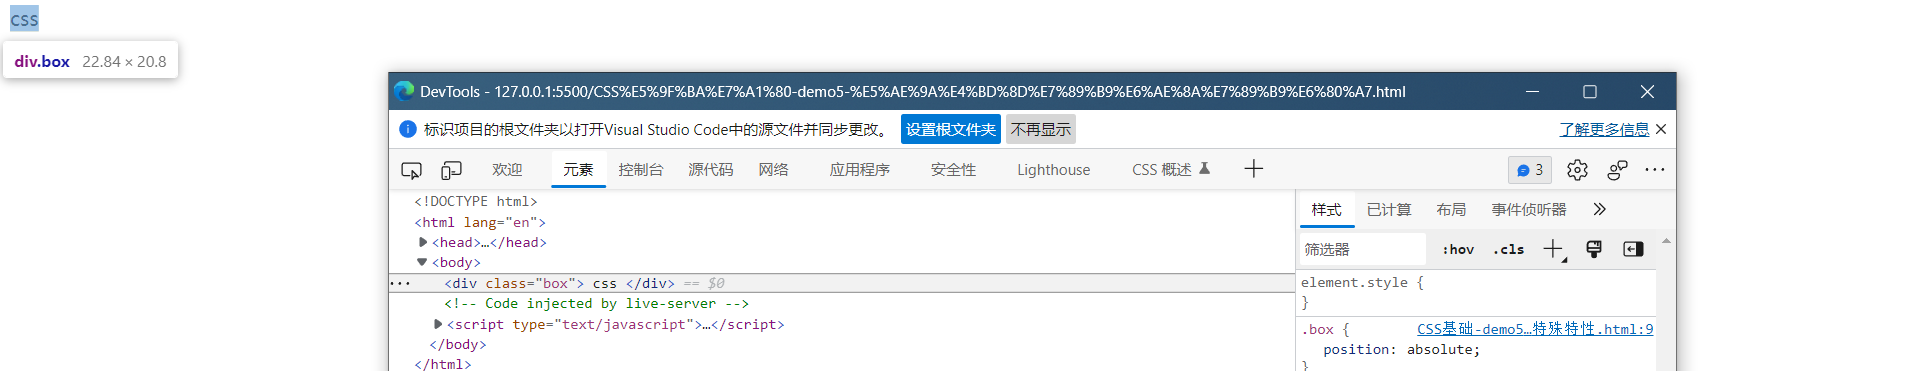 css
div.box 22.84 × 20.8
DevTools - 127.0.0.1:5500/CSS%E5%9F%BA%E7%A1%80-demo5-%E5%AE%9A%E4%BD%8D%E7%89%B9%E6%AE%8A%E7%89%B9%E6%80%A7.html
标识项目的根文件夹以打开Visual Studio Code中的源文件并同步更改。 设置根文件夹 不再显示 了解更多信息
欢迎 元素 控制台 源代码 网络 应用程序 安全性 Lighthouse CSS 概述 3
<!DOCTYPE html>
<html lang="en">
<head>…</head>
<body>
<div class="box"> css </div> == $0
<!-- Code injected by live-server -->
<script type="text/javascript">…</script>
</body>
</html>
样式 已计算 布局 事件侦听器
筛选器 :hov .cls
element.style {
}
.box { CSS基础-demo5…特殊特性.html:9
position: absolute;
}